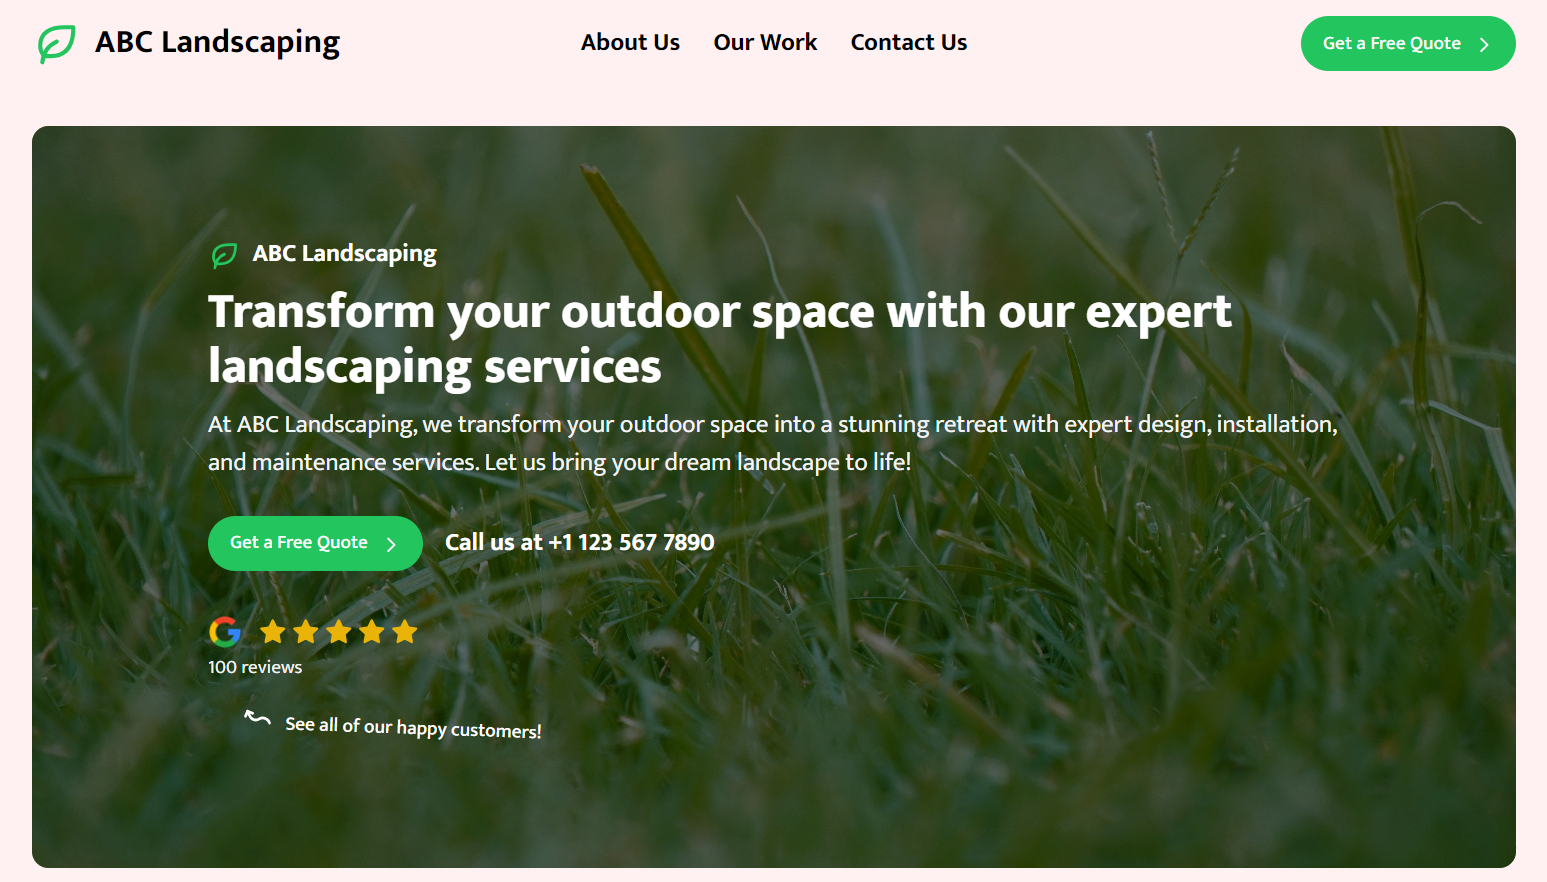 ABC Landscaping
About Us
Our Work
Contact Us
Get a Free Quote
ABC Landscaping
Transform your outdoor space with our expert
landscaping services
At ABC Landscaping, we transform your outdoor space into a stunning retreat with expert design, installation,
and maintenance services. Let us bring your dream landscape to life!
Get a Free Quote
Call us at +1 123 567 7890
100 reviews
See all of our happy customers!